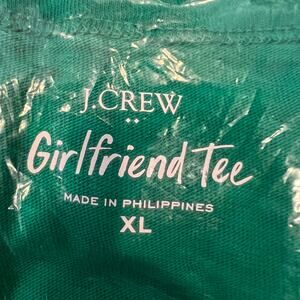 J.CREW
Girlfriend Tee
MADE IN PHILIPPINES
XL